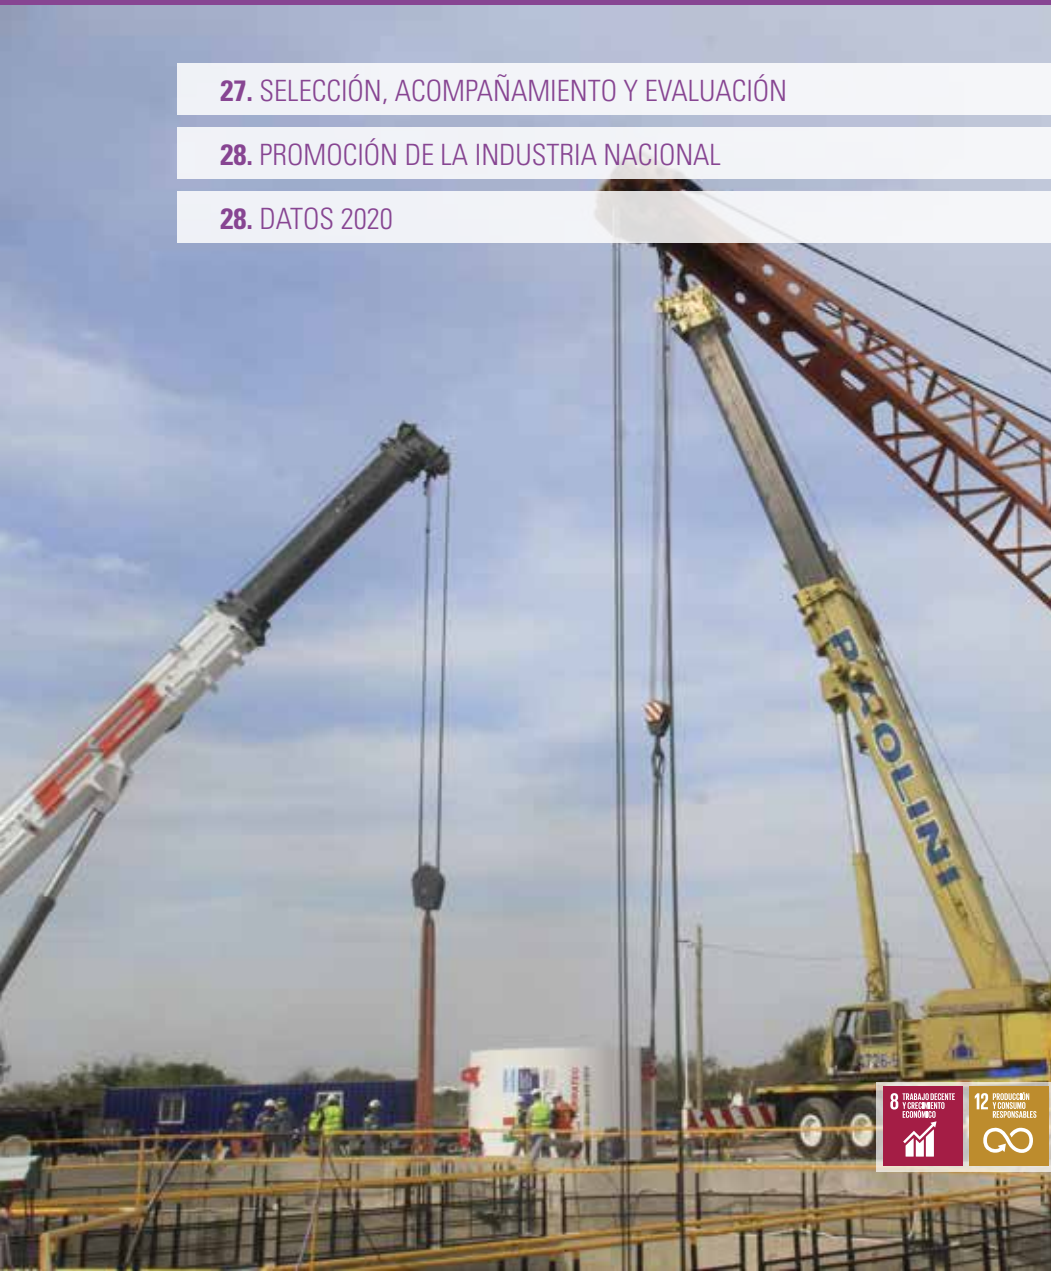 27. SELECCIÓN, ACOMPAÑAMIENTO Y EVALUACIÓN
28. PROMOCIÓN DE LA INDUSTRIA NACIONAL
28. DATOS 2020
PAOLINI
8 TRABAJO DECENTE
Y CRECIMIENTO
ECONÓMICO
12 PRODUCCIÓN
Y CONSUMO
RESPONSABLES